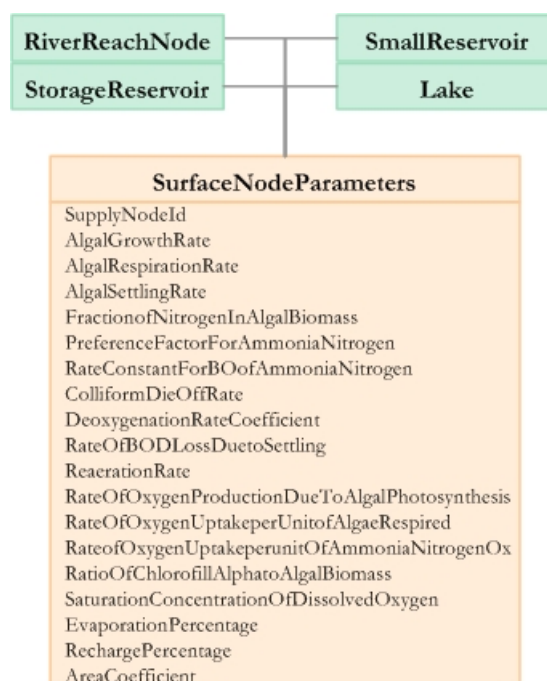 RiverReachNode
SmallReservoir
StorageReservoir
Lake
SurfaceNodeParameters
SupplyNodeId
AlgalGrowthRate
AlgalRespirationRate
AlgalSettlingRate
FractionofNitrogenInAlgalBiomass
PreferenceFactorForAmmoniaNitrogen
RateConstantForBOofAmmoniaNitrogen
ColliformDieOffRate
DeoxygenationRateCoefficient
RateOfBODLossDuetoSettling
ReaerationRate
RateOfOxygenProductionDueToAlgalPhotosynthesis
RateOfOxygenUptakeperUnitofAlgaeRespired
RateofOxygenUptakeperunitOfAmmoniaNitrogenOx
RatioOfChlorofillAlphatoAlgalBiomass
SaturationConcentrationOfDissolvedOxygen
EvaporationPercentage
RechargePercentage
AreaCoefficient